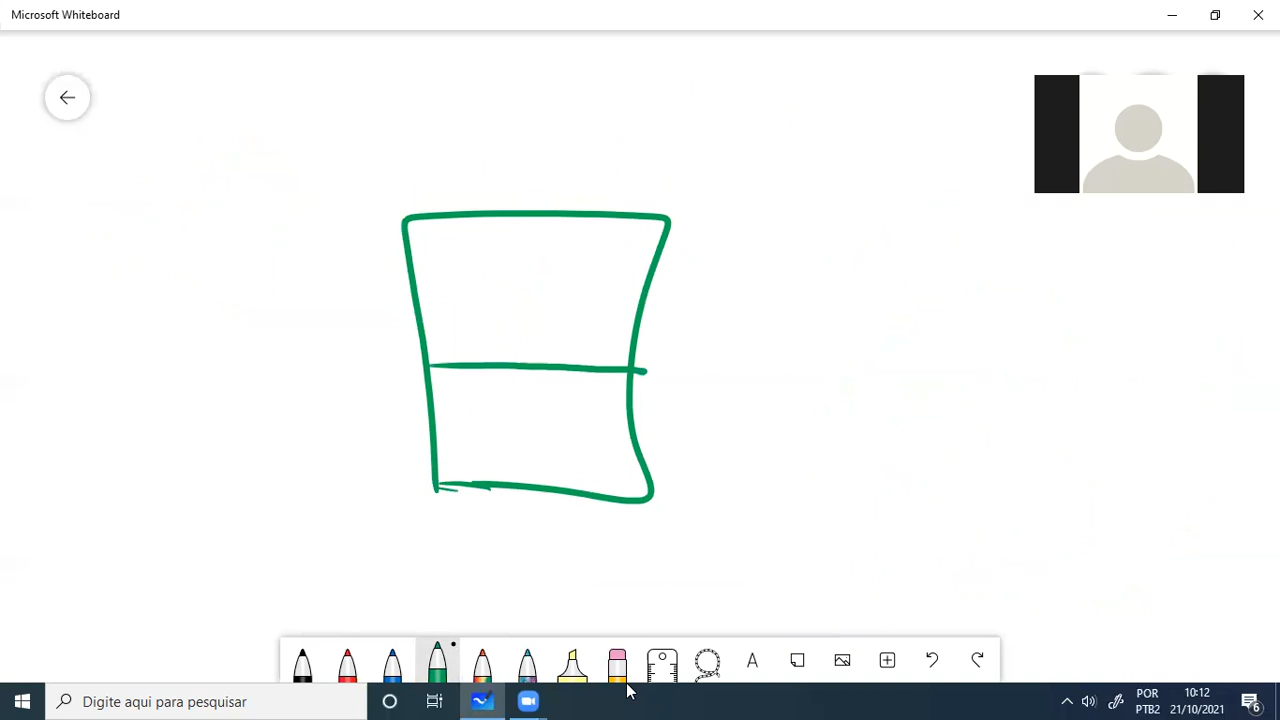 Microsoft Whiteboard
A
Digite aqui para pesquisar
POR
PTB2
10:12
21/10/2021
6